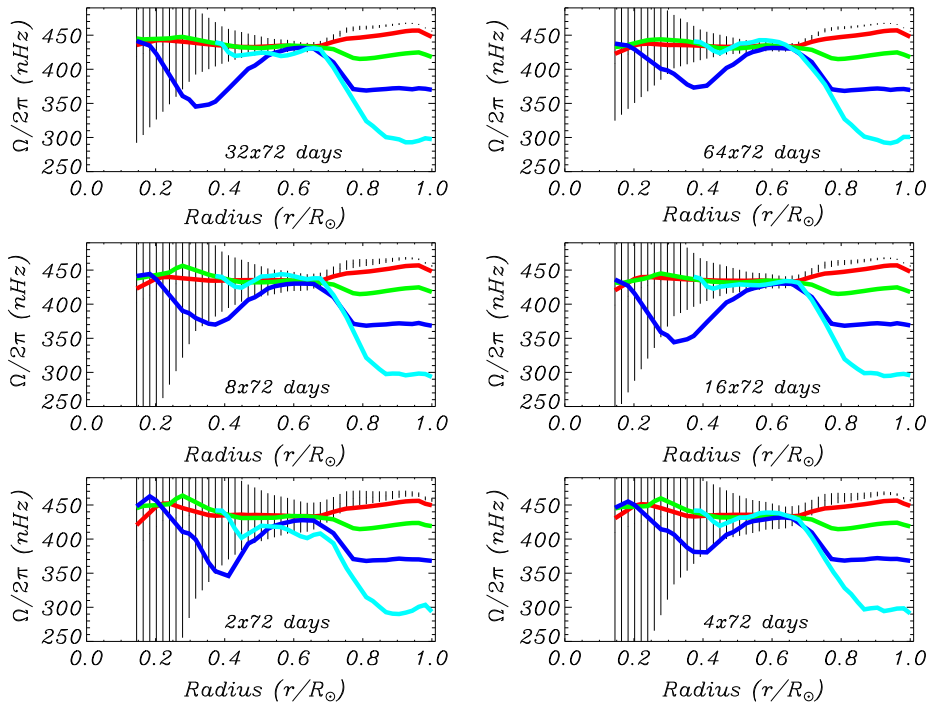 Ω/2π (nHz)
450
400
350
300
250
32x72 days
0.0 0.2 0.4 0.6 0.8 1.0
Radius (r/R⊙)
Ω/2π (nHz)
450
400
350
300
250
64x72 days
0.0 0.2 0.4 0.6 0.8 1.0
Radius (r/R⊙)
Ω/2π (mHz)
450
400
350
300
250
8x72 days
0.0 0.2 0.4 0.6 0.8 1.0
Radius (r/R⊙)
Ω/2π (nHz)
450
400
350
300
250
16x72 days
0.0 0.2 0.4 0.6 0.8 1.0
Radius (r/R⊙)
Ω/2π (nHz)
450
400
350
300
250
2x72 days
0.0 0.2 0.4 0.6 0.8 1.0
Radius (r/R⊙)
Ω/2π (nHz)
450
400
350
300
250
4x72 days
0.0 0.2 0.4 0.6 0.8 1.0
Radius (r/R⊙)